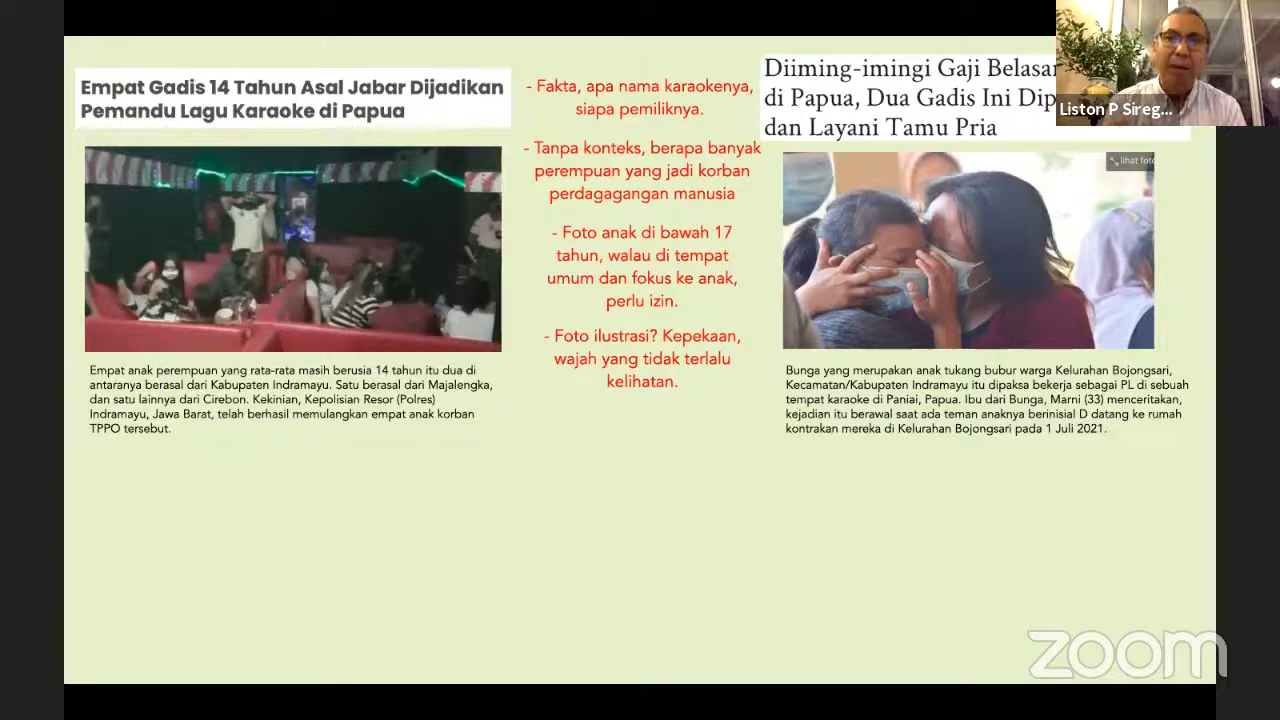 Empat Gadis 14 Tahun Asal Jabar Dijadikan
Pemandu Lagu Karaoke di Papua
Empat anak perempuan yang rata-rata masih berusia 14 tahun itu dua di
antaranya berasal dari Kabupaten Indramayu. Satu berasal dari Majalengka,
dan satu lainnya dari Cirebon. Kekinian, Kepolisian Resor (Polres)
Indramayu, Jawa Barat, telah berhasil memulangkan empat anak korban
TPPO tersebut.
- Fakta, apa nama karaokenya,
siapa pemiliknya.
- Tanpa konteks, berapa banyak
perempuan yang jadi korban
perdagagangan manusia
- Foto anak di bawah 17
tahun, walau di tempat
umum dan fokus ke anak,
perlu izin.
- Foto ilustrasi? Kepekaan,
wajah yang tidak terlalu
kelihatan.
Diiming-imingi Gaji Belasan
di Papua, Dua Gadis Ini Dip
dan Layani Tamu Pria
lihat foto
Bunga yang merupakan anak tukang bubur warga Kelurahan Bojongsari,
Kecamatan/Kabupaten Indramayu itu dipaksa bekerja sebagai PL di sebuah
tempat karaoke di Paniai, Papua. Ibu dari Bunga, Marni (33) menceritakan,
kejadian itu berawal saat ada teman anaknya berinisial D datang ke rumah
kontrakan mereka di Kelurahan Bojongsari pada 1 Juli 2021.
Liston P Sireg...
zoom